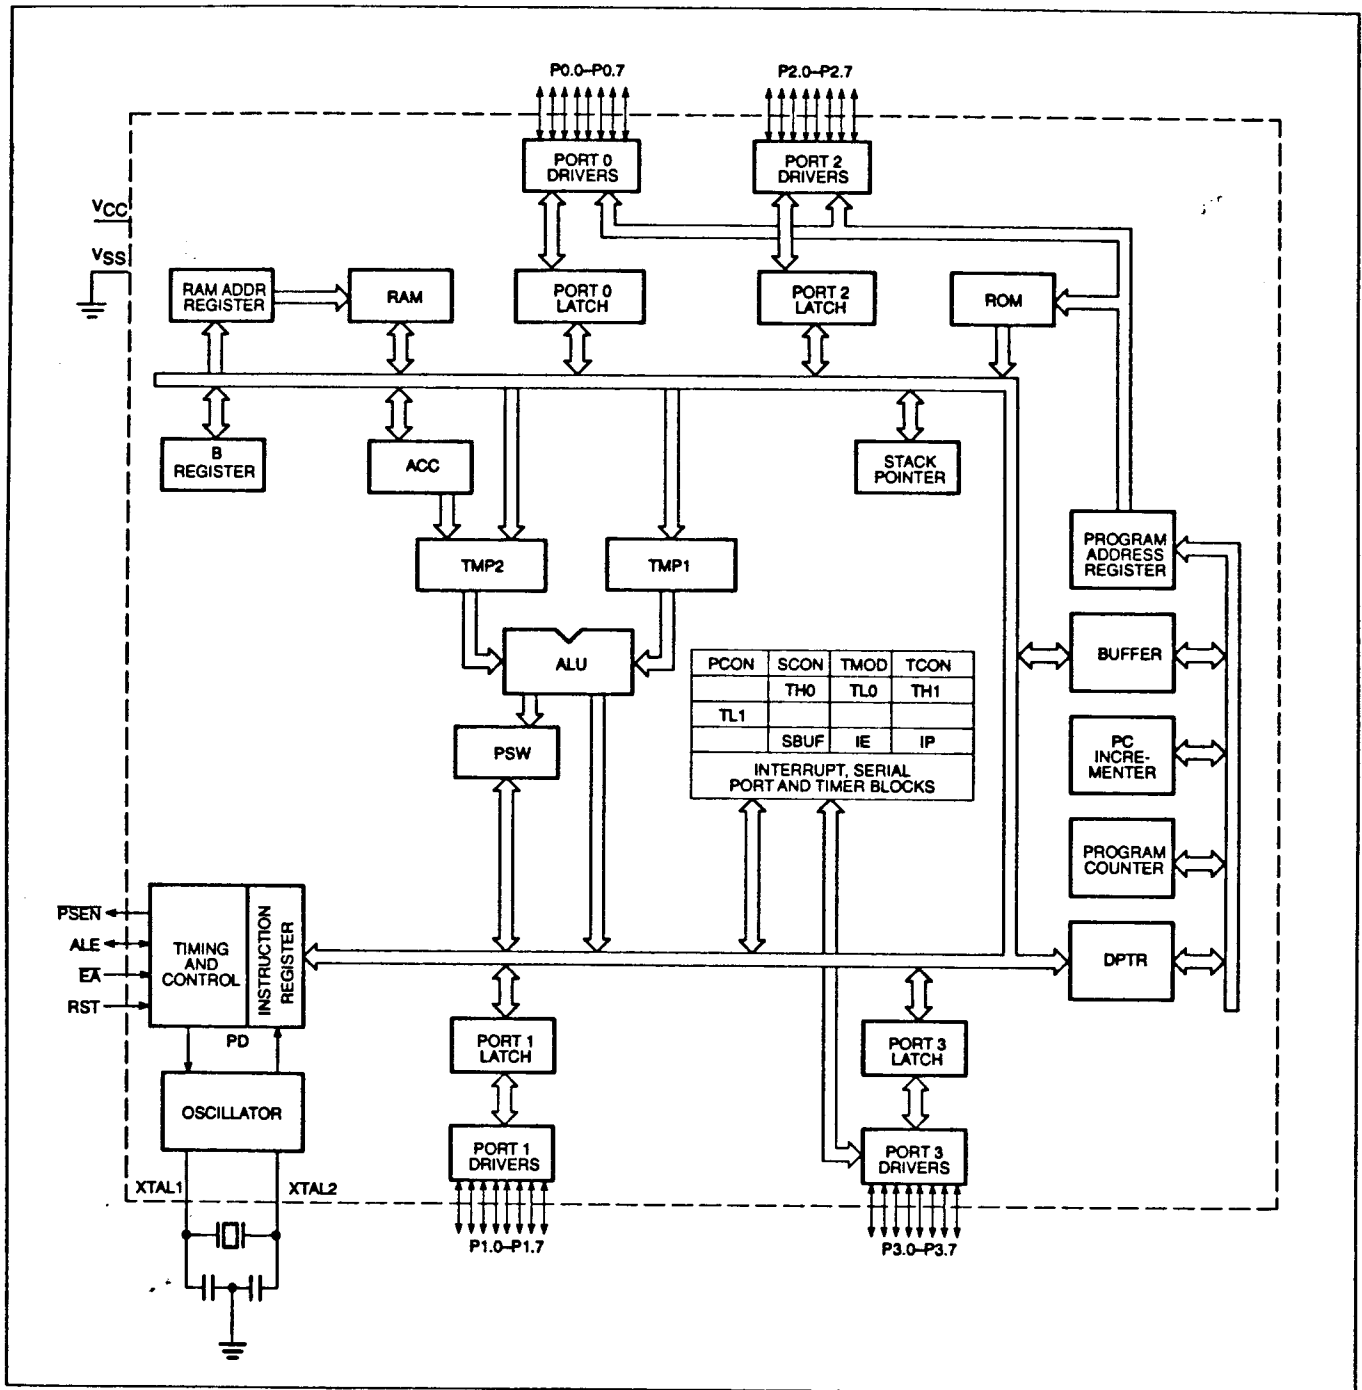 P0.0–P0.7
P2.0–P2.7
PORT 0
DRIVERS
PORT 2
DRIVERS
VCC
VSS
RAM ADDR
REGISTER
RAM
PORT 0
LATCH
PORT 2
LATCH
ROM
B
REGISTER
ACC
STACK
POINTER
TMP2
TMP1
PROGRAM
ADDRESS
REGISTER
ALU
BUFFER
PCON SCON TMOD TCON
TH0 TL0 TH1
TL1
SBUF IE IP
INTERRUPT, SERIAL
PORT AND TIMER BLOCKS
PSW
PC
INCRE-
MENTER
PROGRAM
COUNTER
PSEN
ALE
EA
RST
TIMING
AND
CONTROL
INSTRUCTION
REGISTER
DPTR
PD
PORT 1
LATCH
PORT 3
LATCH
OSCILLATOR
PORT 1
DRIVERS
PORT 3
DRIVERS
XTAL1
XTAL2
P1.0–P1.7
P3.0–P3.7